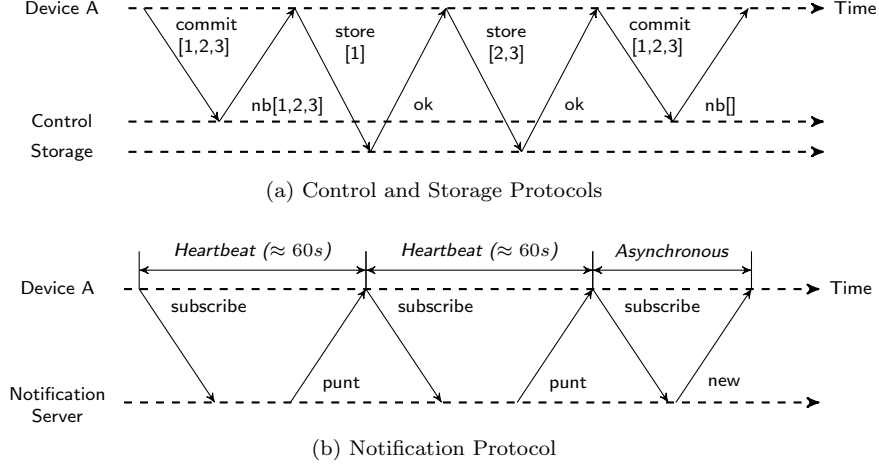 Device A
Time
commit
[1,2,3]
store
[1]
store
[2,3]
commit
[1,2,3]
nb[1,2,3]
ok
ok
nb[]
Control
Storage
(a) Control and Storage Protocols
Heartbeat (≈ 60s)
Heartbeat (≈ 60s)
Asynchronous
Device A
Time
subscribe
subscribe
subscribe
punt
punt
new
Notification
Server
(b) Notification Protocol